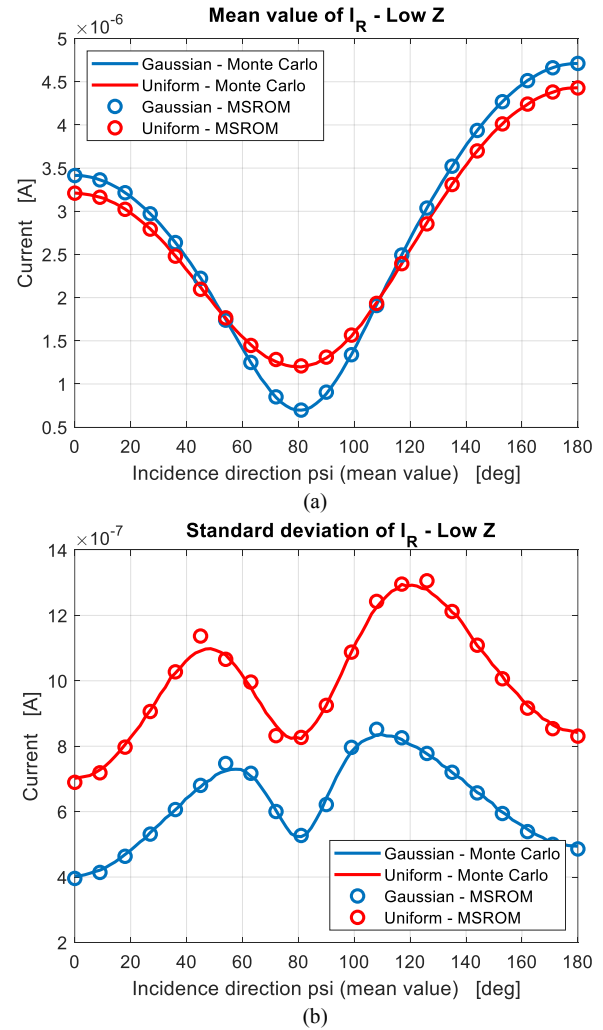 Mean value of I_R - Low Z
×10^-6
5
4.5
4
3.5
3
2.5
2
1.5
1
0.5
Current [A]
Gaussian - Monte Carlo
Uniform - Monte Carlo
Gaussian - MSROM
Uniform - MSROM
0 20 40 60 80 100 120 140 160 180
Incidence direction psi (mean value) [deg]
(a)
Standard deviation of I_R - Low Z
×10^-7
14
12
10
8
6
4
2
Current [A]
Gaussian - Monte Carlo
Uniform - Monte Carlo
Gaussian - MSROM
Uniform - MSROM
0 20 40 60 80 100 120 140 160 180
Incidence direction psi (mean value) [deg]
(b)